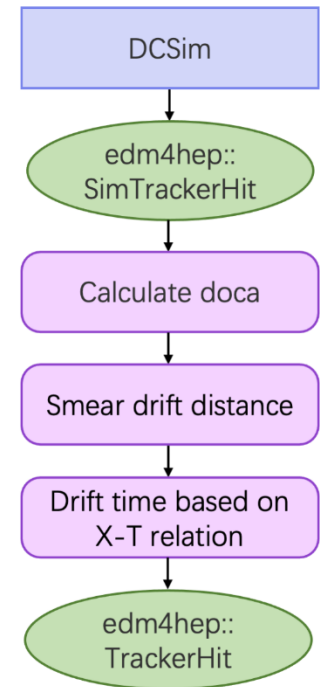 DCSim
edm4hep::
SimTrackerHit
Calculate doca
Smear drift distance
Drift time based on
X-T relation
edm4hep::
TrackerHit